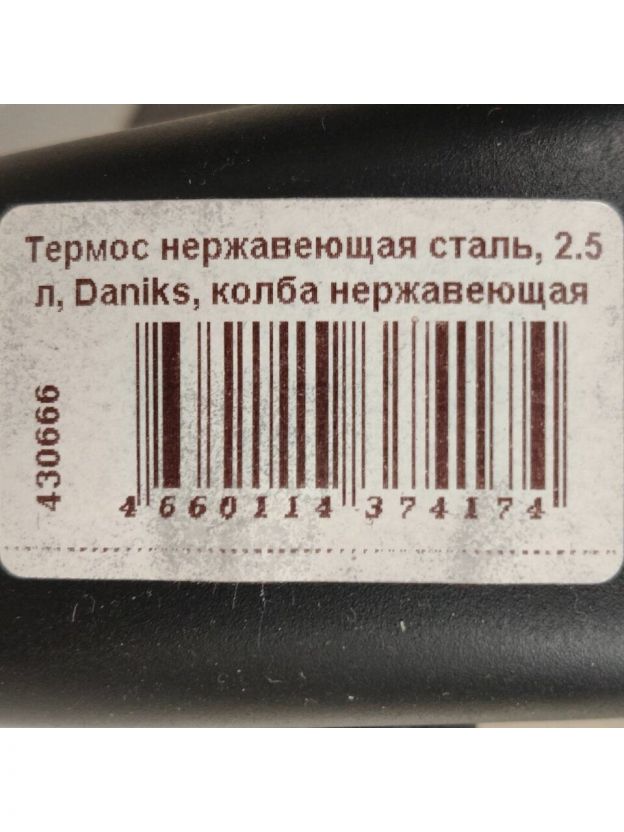 Термос нержавеющая сталь, 2.5
л, Daniks, колба нержавеющая
430666
4 660114 374174